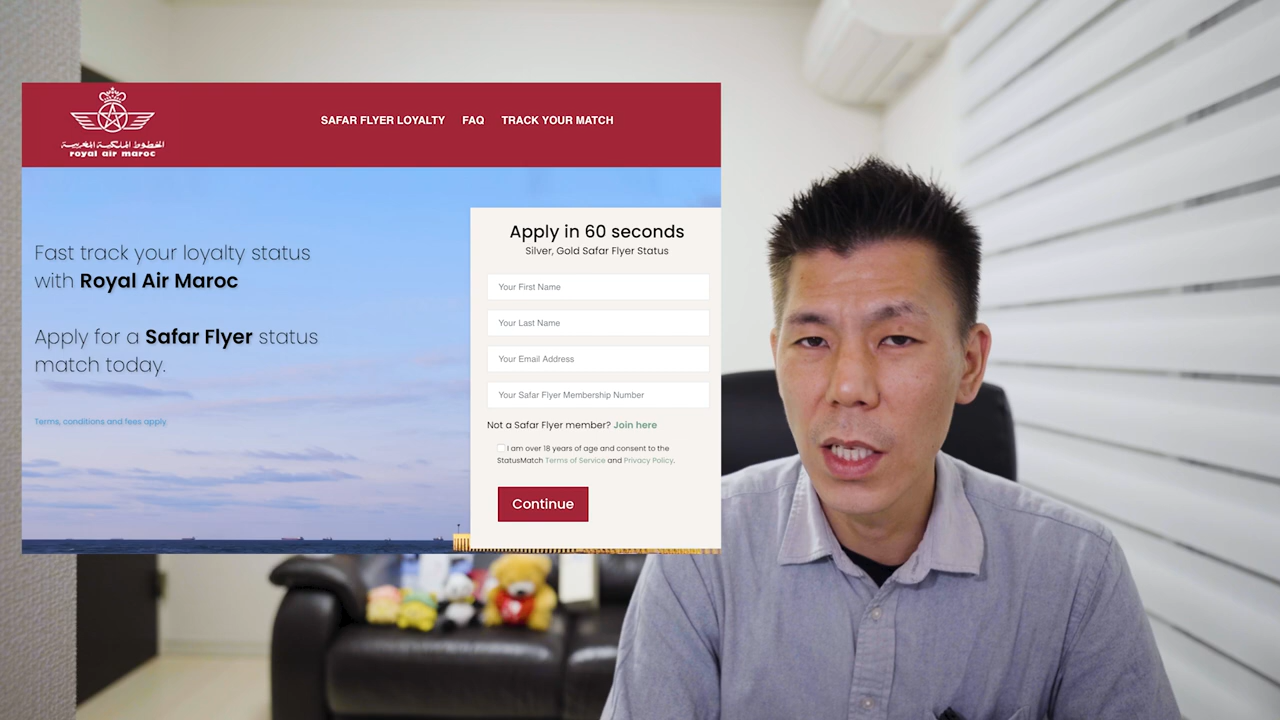 الخطوط الملكية المغربية
royal air maroc
SAFAR FLYER LOYALTY FAQ TRACK YOUR MATCH
Fast track your loyalty status
with Royal Air Maroc
Apply for a Safar Flyer status
match today.
Terms, conditions and fees apply.
Apply in 60 seconds
Silver, Gold Safar Flyer Status
Your First Name
Your Last Name
Your Email Address
Your Safar Flyer Membership Number
Not a Safar Flyer member? Join here
I am over 18 years of age and consent to the
StatusMatch Terms of Service and Privacy Policy.
Continue